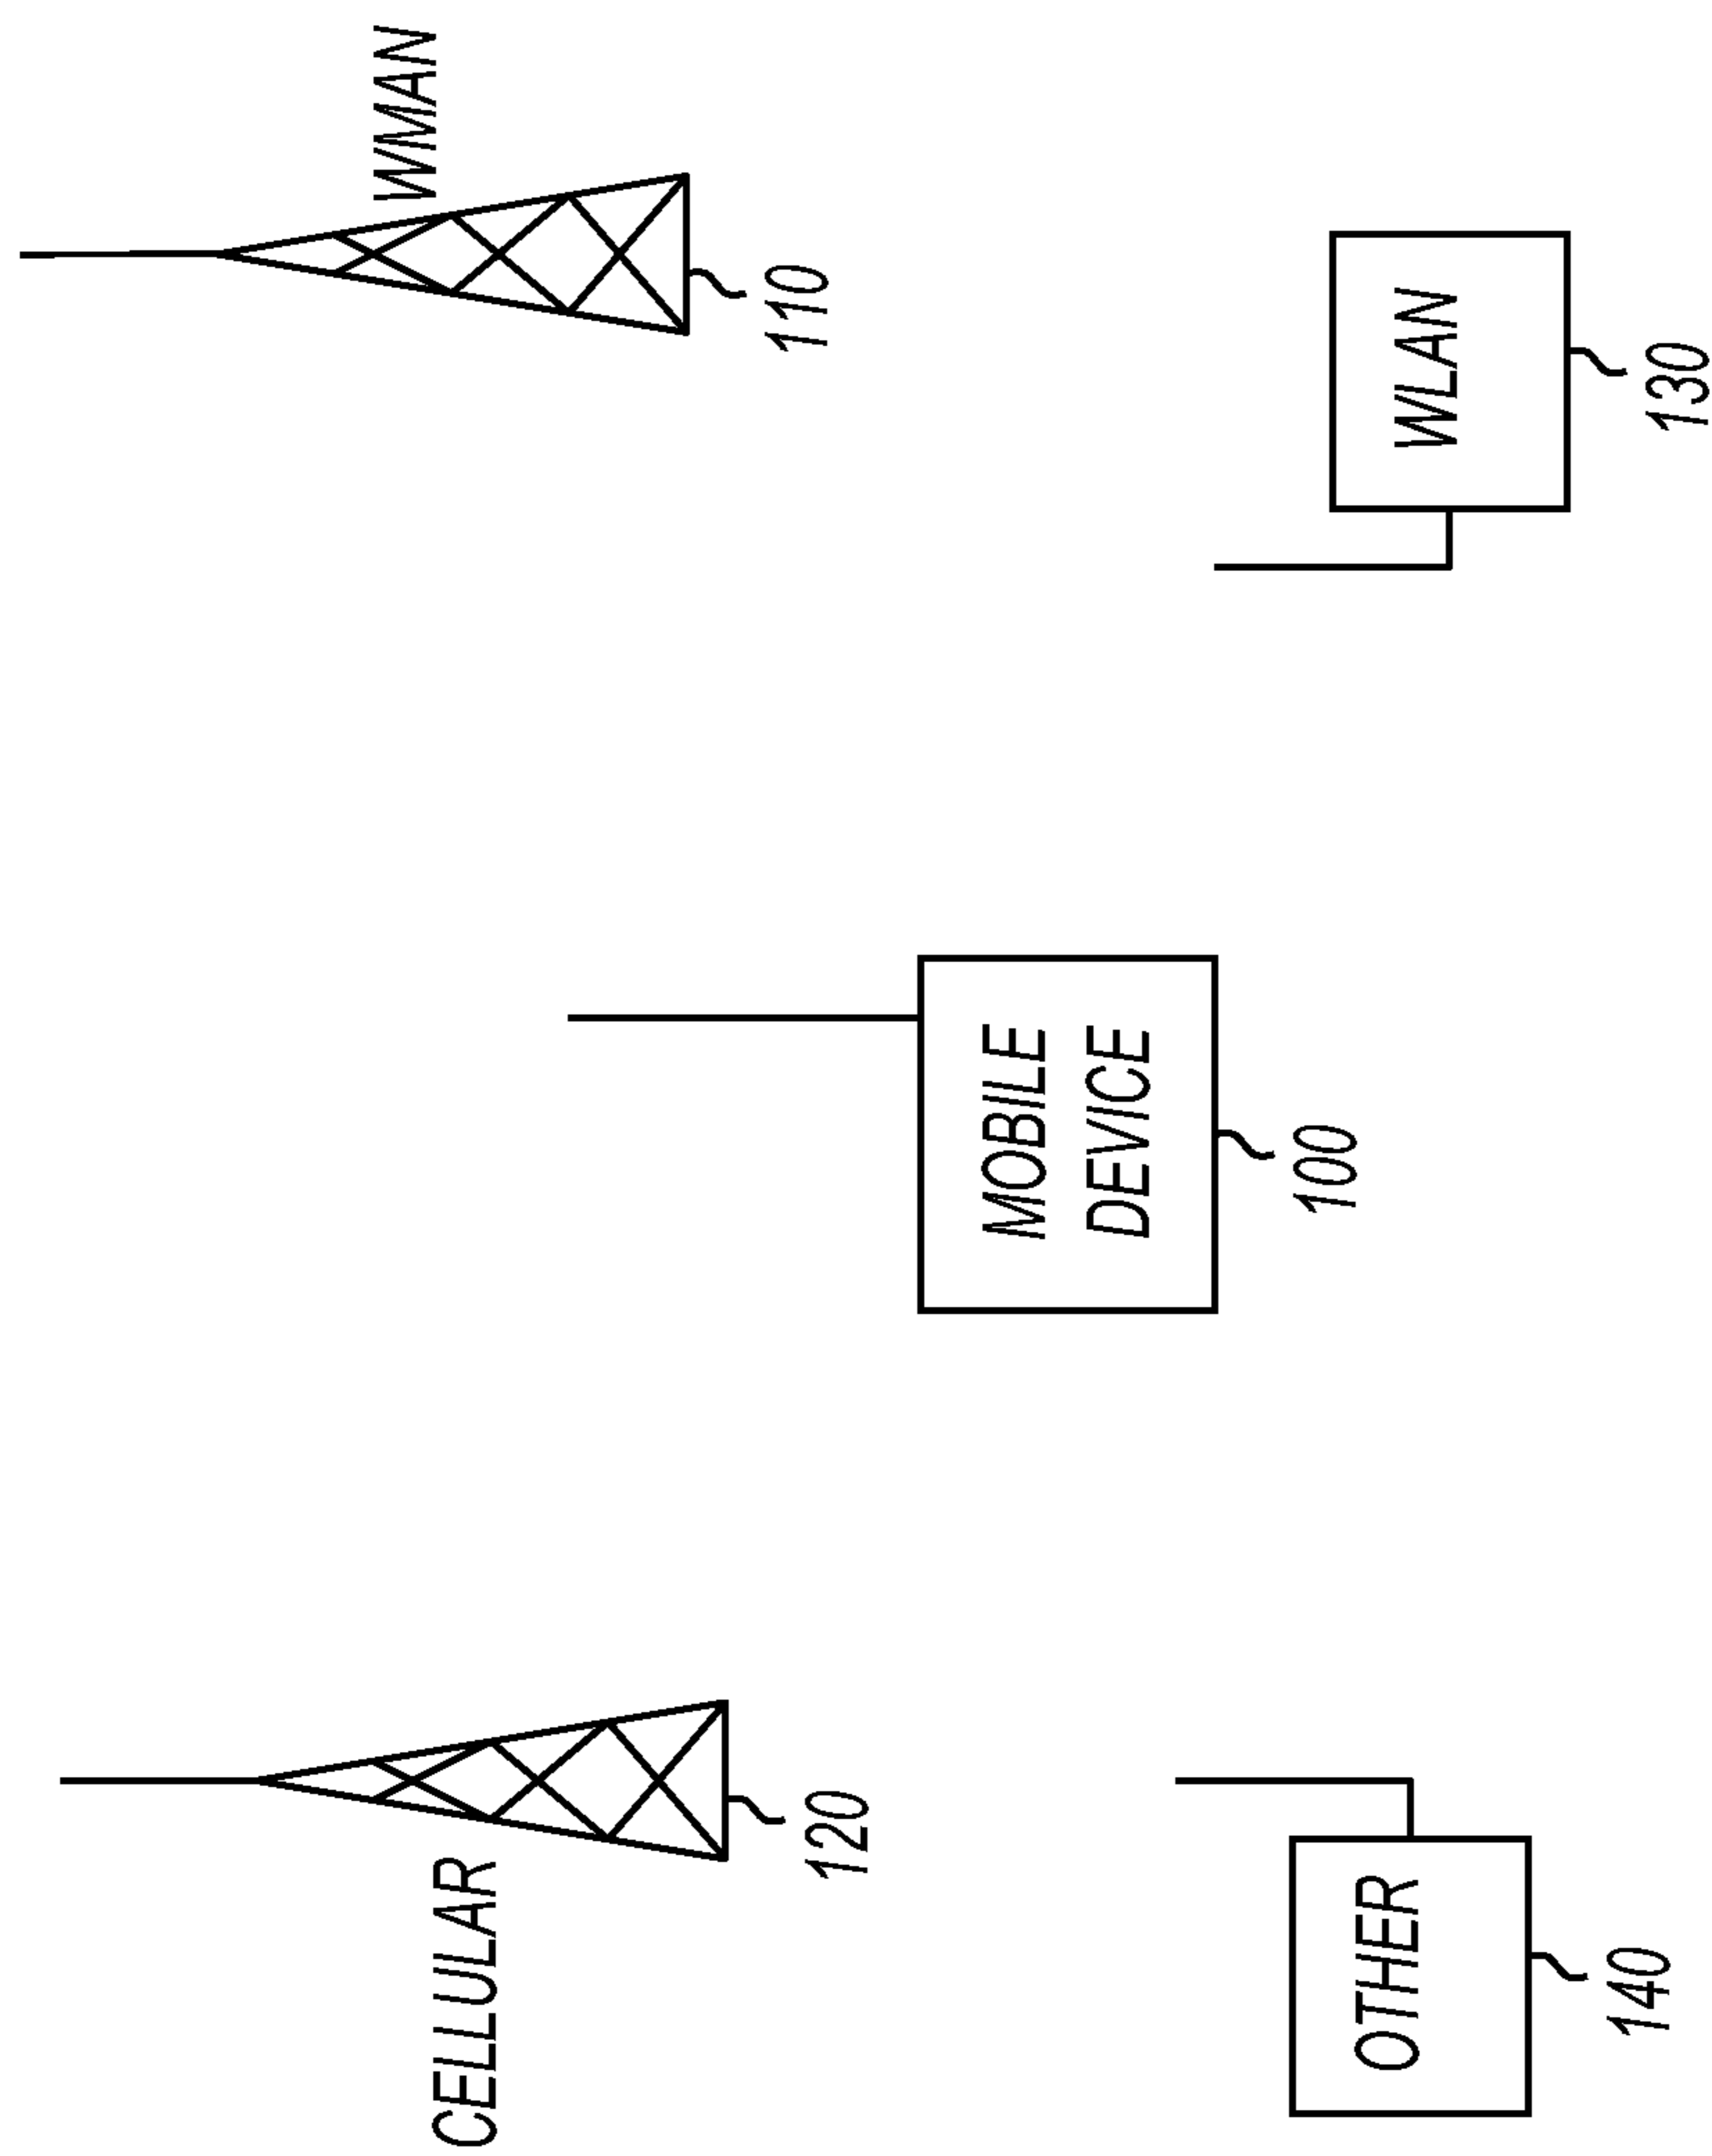 CELLULAR
120
WMAN
110
MOBILE
DEVICE
100
OTHER
140
WLAN
130